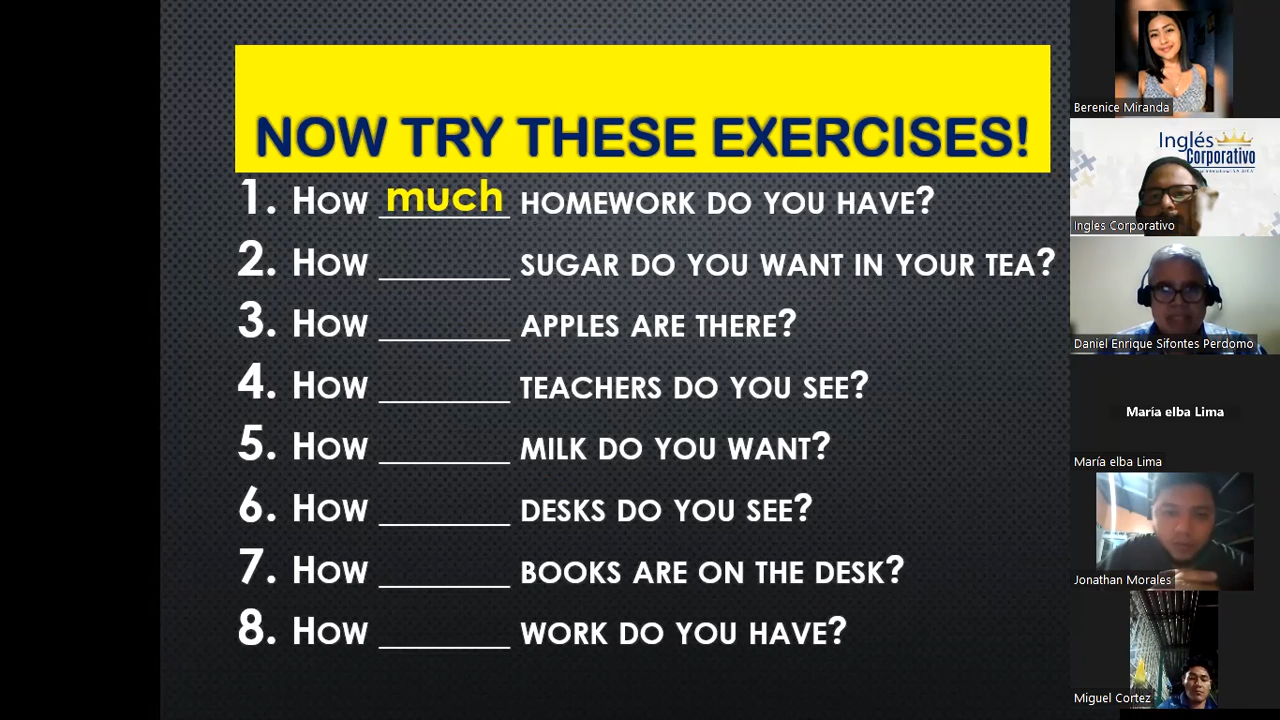 NOW TRY THESE EXERCISES!
1. HOW much HOMEWORK DO YOU HAVE?
2. HOW ________ SUGAR DO YOU WANT IN YOUR TEA?
3. HOW ________ APPLES ARE THERE?
4. HOW ________ TEACHERS DO YOU SEE?
5. HOW ________ MILK DO YOU WANT?
6. HOW ________ DESKS DO YOU SEE?
7. HOW ________ BOOKS ARE ON THE DESK?
8. HOW ________ WORK DO YOU HAVE?
Berenice Miranda
Inglés
Corporativo
Ingles Corporativo
Daniel Enrique Sifontes Perdomo
María elba Lima
María elba Lima
Jonathan Morales
Miguel Cortez